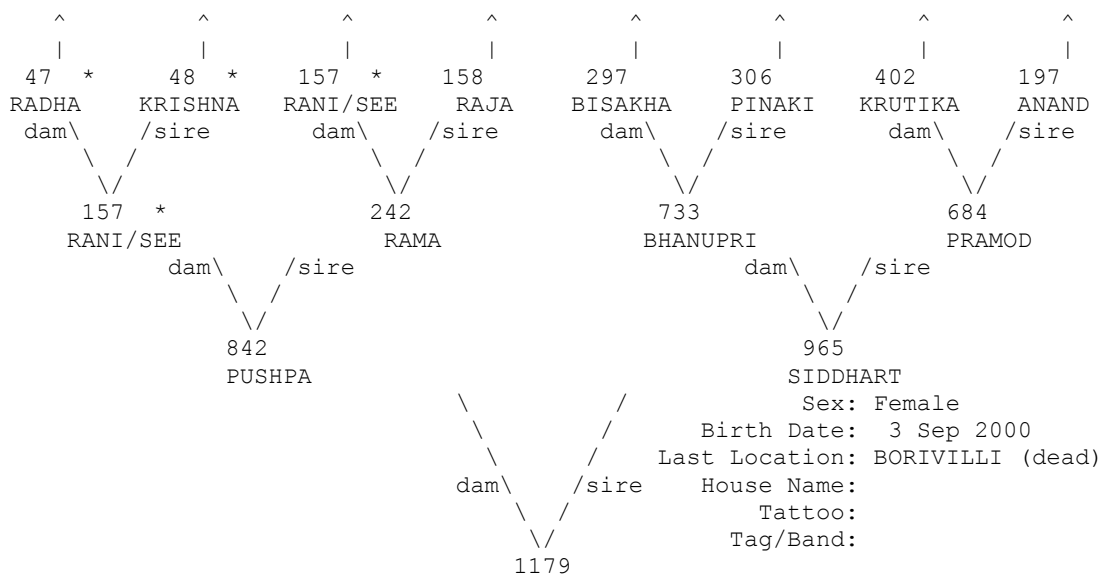 ^ ^ ^ ^ ^ ^ ^ ^
| | | | | | | |
47 * 48 * 157 * 158 297 306 402 197
RADHA KRISHNA RANI/SEE RAJA BISAKHA PINAKI KRUTIKA ANAND
dam\ /sire dam\ /sire dam\ /sire dam\ /sire
\ / \ / \ / \ /
\/ \/ \/ \/
157 * 242 733 684
RANI/SEE RAMA BHANUPRI PRAMOD
dam\ /sire dam\ /sire
\ / \ /
\/ \/
842 965
PUSHPA SIDDHART
\ / Sex: Female
\ / Birth Date: 3 Sep 2000
\ / Last Location: BORIVILLI (dead)
dam\ /sire House Name:
\ / Tattoo:
\/ Tag/Band:
1179